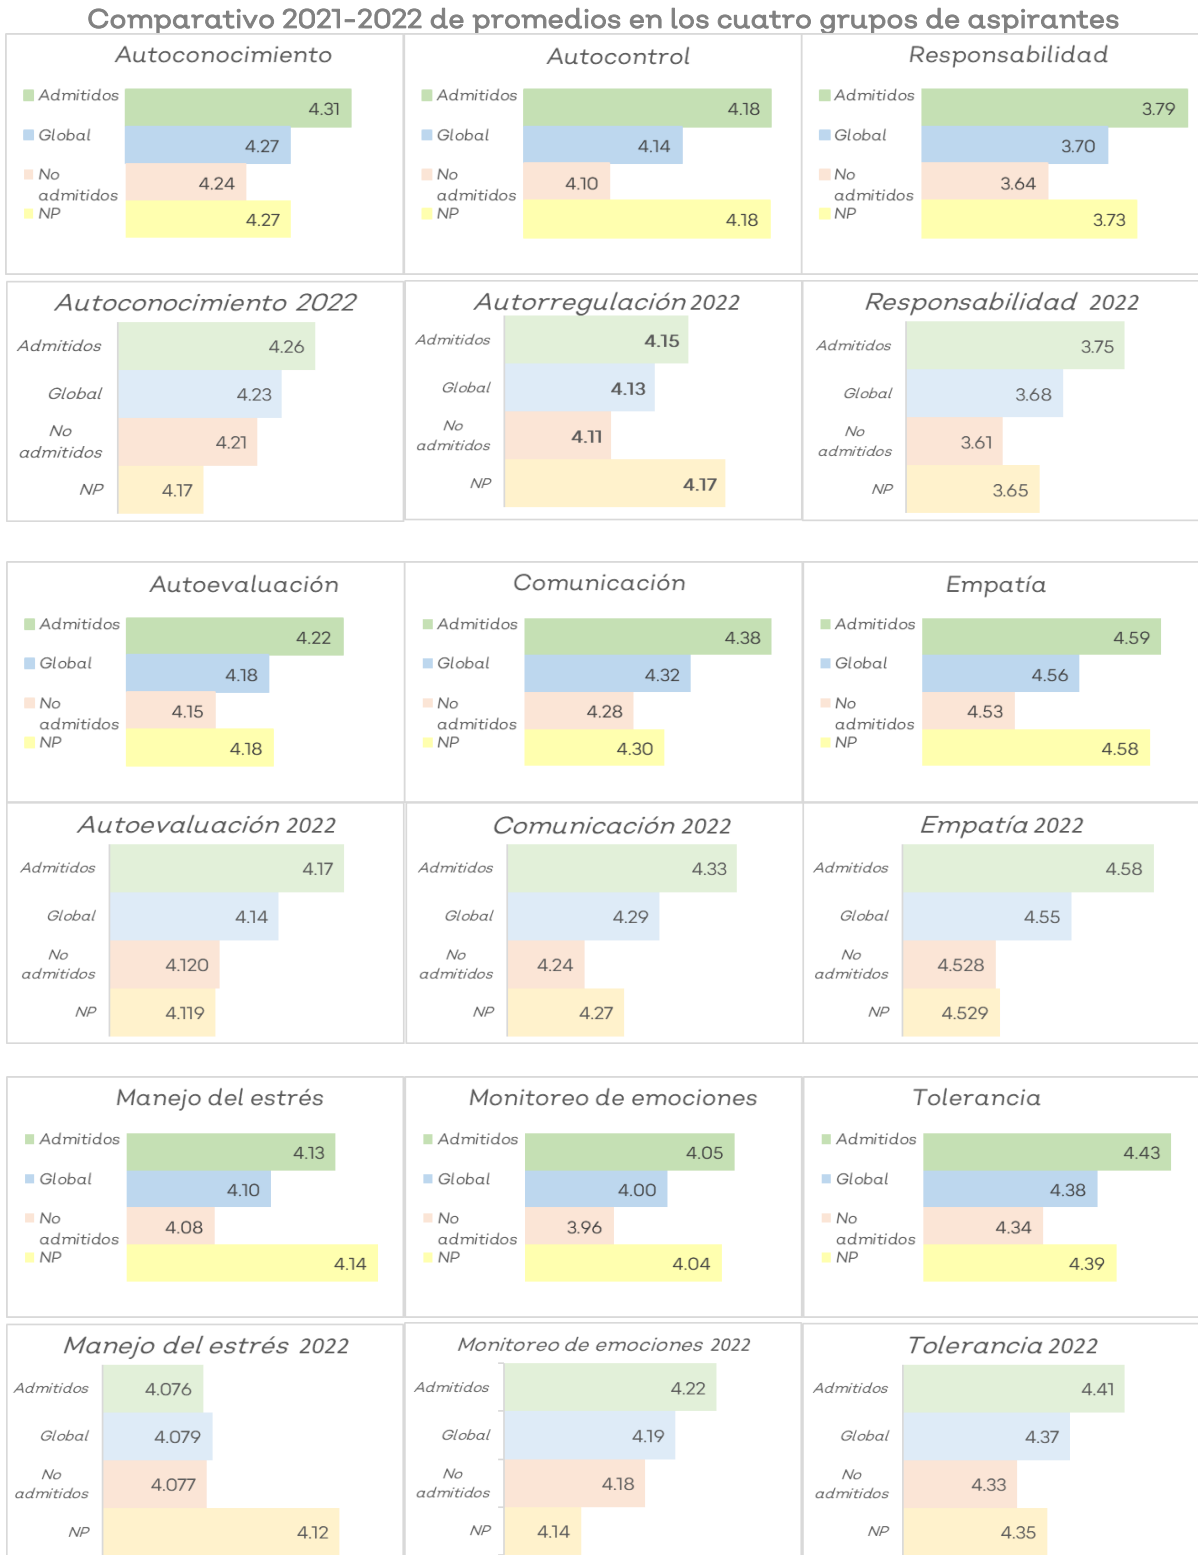 Comparativo 2021-2022 de promedios en los cuatro grupos de aspirantes
Autoconocimiento
Admitidos
4.31
Global
4.27
No
admitidos
4.24
NP
4.27
Autocontrol
Admitidos
4.18
Global
4.14
No
admitidos
4.10
NP
4.18
Responsabilidad
Admitidos
3.79
Global
3.70
No
admitidos
3.64
NP
3.73
Autoconocimiento 2022
Admitidos
4.26
Global
4.23
No
admitidos
4.21
NP
4.17
Autorregulación 2022
Admitidos
4.15
Global
4.13
No
admitidos
4.11
NP
4.17
Responsabilidad 2022
Admitidos
3.75
Global
3.68
No
admitidos
3.61
NP
3.65
Autoevaluación
Admitidos
4.22
Global
4.18
No
admitidos
4.15
NP
4.18
Comunicación
Admitidos
4.38
Global
4.32
No
admitidos
4.28
NP
4.30
Empatía
Admitidos
4.59
Global
4.56
No
admitidos
4.53
NP
4.58
Autoevaluación 2022
Admitidos
4.17
Global
4.14
No
admitidos
4.120
NP
4.119
Comunicación 2022
Admitidos
4.33
Global
4.29
No
admitidos
4.24
NP
4.27
Empatía 2022
Admitidos
4.58
Global
4.55
No
admitidos
4.528
NP
4.529
Manejo del estrés
Admitidos
4.13
Global
4.10
No
admitidos
4.08
NP
4.14
Monitoreo de emociones
Admitidos
4.05
Global
4.00
No
admitidos
3.96
NP
4.04
Tolerancia
Admitidos
4.43
Global
4.38
No
admitidos
4.34
NP
4.39
Manejo del estrés 2022
Admitidos
4.076
Global
4.079
No
admitidos
4.077
NP
4.12
Monitoreo de emociones 2022
Admitidos
4.22
Global
4.19
No
admitidos
4.18
NP
4.14
Tolerancia 2022
Admitidos
4.41
Global
4.37
No
admitidos
4.33
NP
4.35